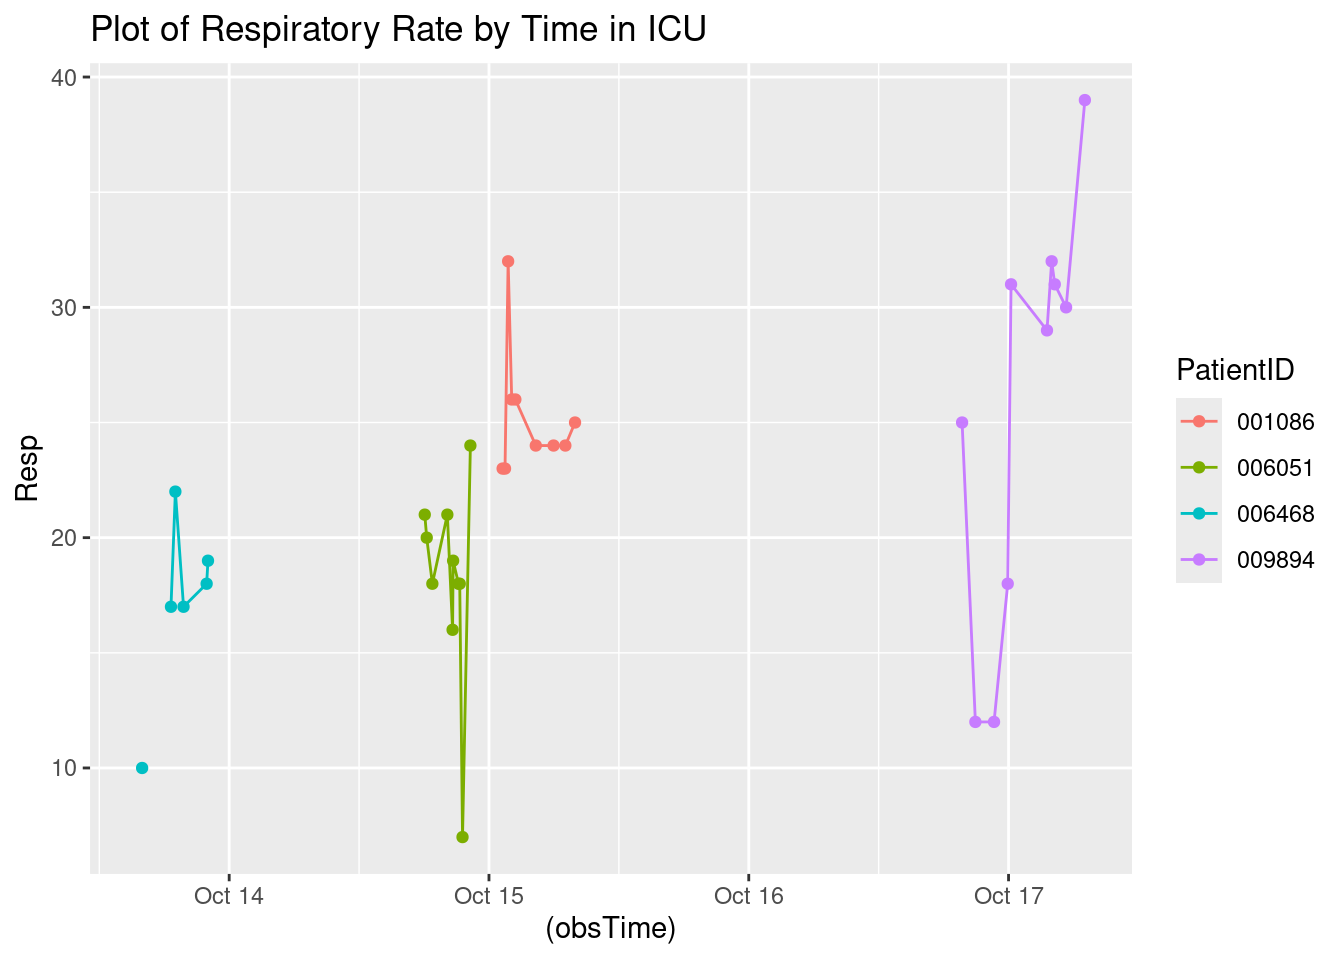 Plot of Respiratory Rate by Time in ICU
40
30
20
10
Resp
Oct 14
Oct 15
Oct 16
Oct 17
(obsTime)
PatientID
001086
006051
006468
009894